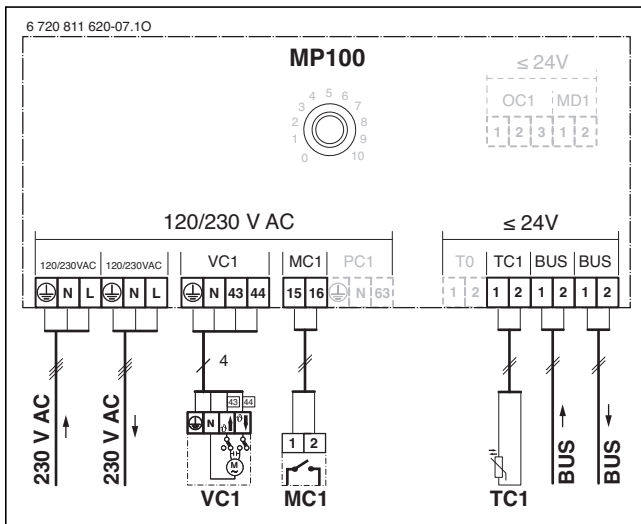 6 720 811 620-07.1O
MP100
≤ 24V
OC1 MD1
1 2 3 1 2
0 1 2 3 4 5 6 7 8 9 10
120/230 V AC
≤ 24V
120/230VAC 120/230VAC VC1 MC1 PC1 T0 TC1 BUS BUS
N L N L N 43 44 15 16 N 63 1 2 1 2 1 2 1 2
4
43 44
N ϑ ϑ
M
~
1 2
230 V AC
230 V AC
VC1
MC1
TC1
BUS
BUS